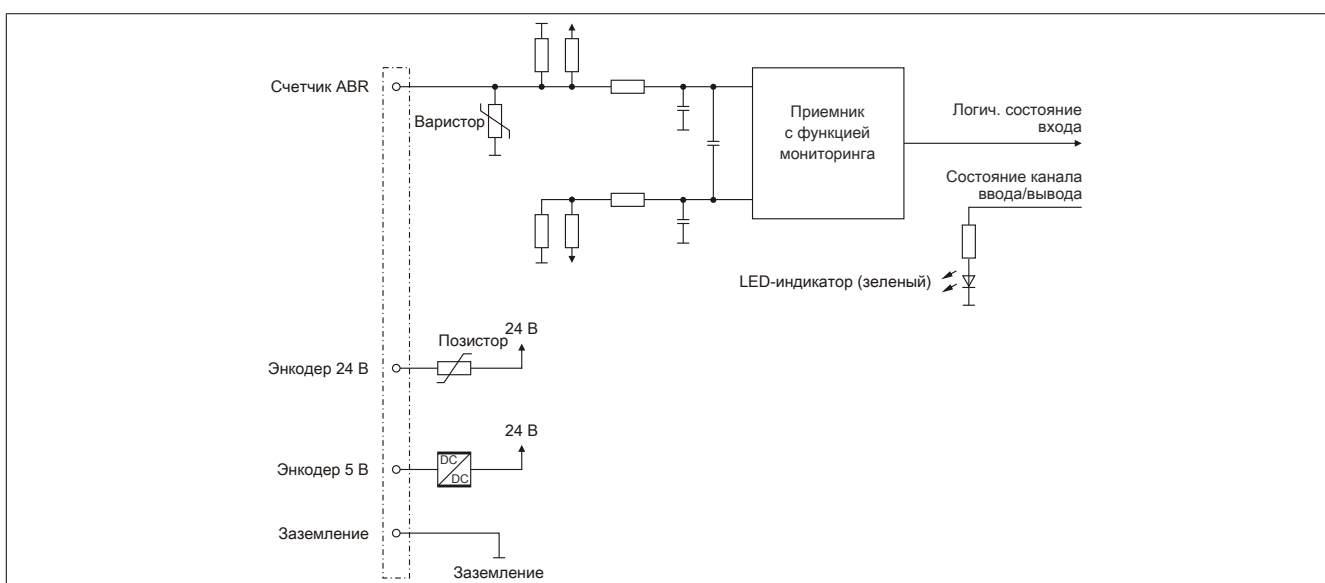 Счетчик ABR
Варистор
Приемник
с функцией
мониторинга
Логич. состояние
входа
Состояние канала
ввода/вывода
LED-индикатор (зеленый)
Позистор
24 В
Энкодер 24 В
24 В
Энкодер 5 В
DC
DC
Заземление
Заземление